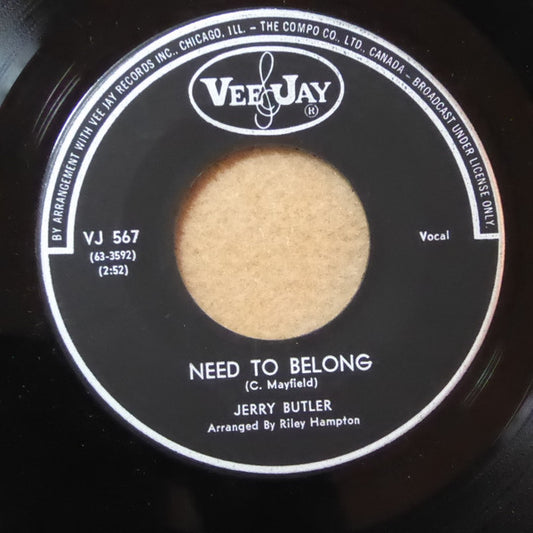 BY ARRANGEMENT WITH VEE JAY RECORDS INC., CHICAGO, ILL. - THE COMPO CO., LTD., CANADA - BROADCAST UNDER LICENSE ONLY.
VEE JAY ®
VJ 567
(63-3592)
(2:52)
Vocal
NEED TO BELONG
(C. Mayfield)
JERRY BUTLER
Arranged By Riley Hampton